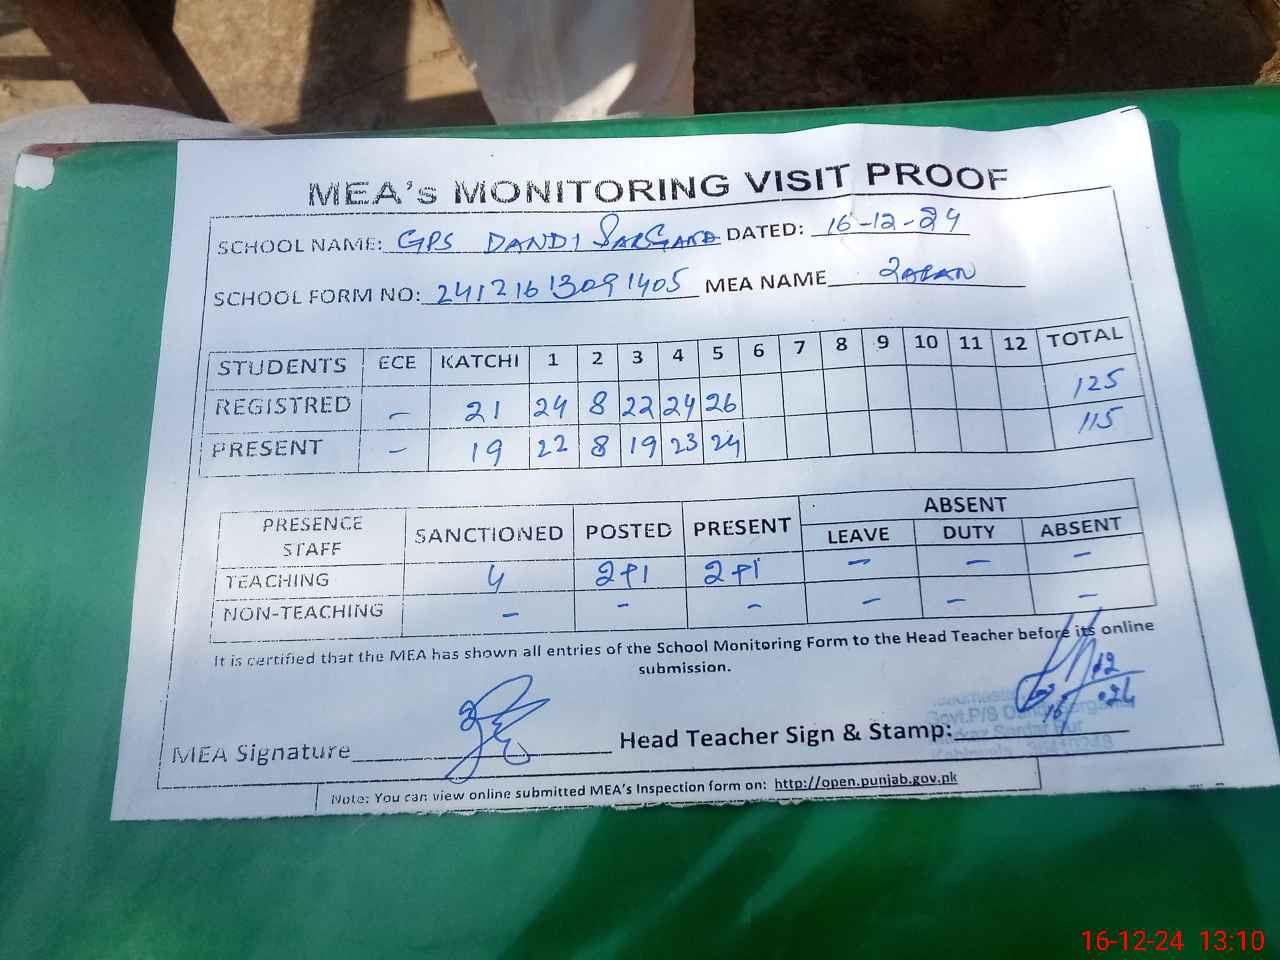 MEA's MONITORING VISIT PROOF
SCHOOL NAME: GPS DANDI SARGANA DATED: 16-12-24
SCHOOL FORM NO: 24121613091405 MEA NAME
STUDENTS ECE KATCHI 1 2 3 4 5 6 7 8 9 10 11 12 TOTAL
REGISTRED - 21 24 8 22 24 26 125
PRESENT - 19 22 8 19 23 24 115
PRESENCE STAFF SANCTIONED POSTED PRESENT ABSENT
LEAVE DUTY ABSENT
TEACHING 4 2+1 2+1 - - -
NON-TEACHING - - - - - -
It is certified that the MEA has shown all entries of the School Monitoring Form to the Head Teacher before its online
submission.
MEA Signature Head Teacher Sign & Stamp:
Govt.P/S
Note: You can view online submitted MEA's Inspection form on: http://open.punjab.gov.pk
16-12-24 13:10